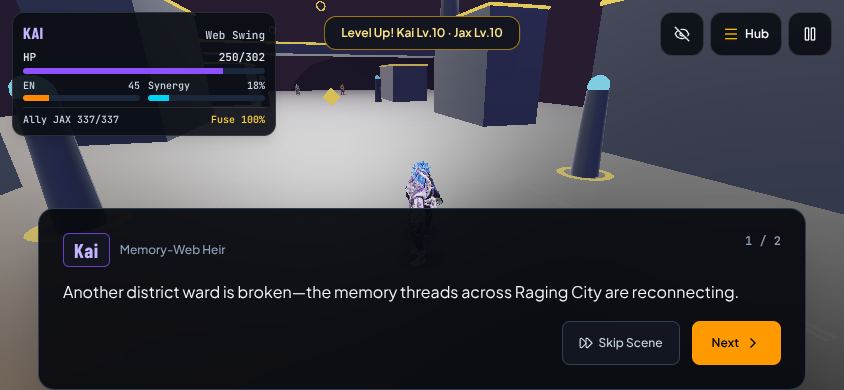 KAI
Web Swing
Level Up! Kai Lv.10 · Jax Lv.10
Hub
HP
250/302
EN
45
Synergy
18%
Ally JAX 337/337
Fuse 100%
Kai
Memory-Web Heir
1 / 2
Another district ward is broken—the memory threads across Raging City are reconnecting.
Skip Scene
Next